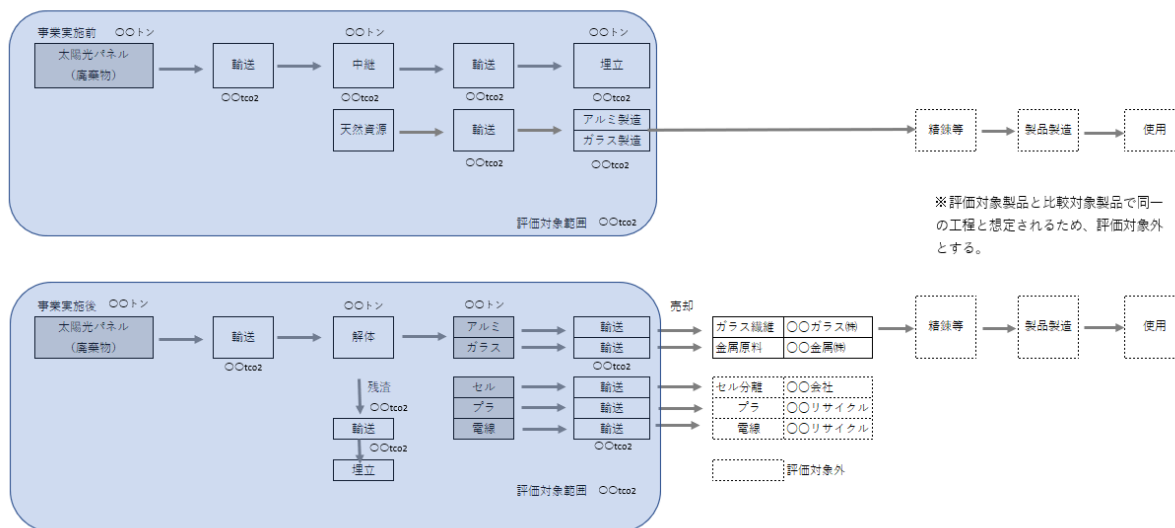 事業実施前 〇〇トン
〇〇トン
〇〇トン
太陽光パネル
(廃棄物)
輸送
中継
輸送
埋立
〇〇tco2
〇〇tco2
〇〇tco2
〇〇tco2
天然資源
輸送
アルミ製造
ガラス製造
精錬等
製品製造
使用
〇〇tco2
〇〇tco2
※評価対象製品と比較対象製品で同一
の工程と想定されるため、評価対象外
とする。
評価対象範囲 〇〇tco2
事業実施後 〇〇トン
〇〇トン
〇〇トン
売却
太陽光パネル
(廃棄物)
輸送
解体
アルミ
輸送
ガラス繊維
〇〇ガラス㈱
ガラス
輸送
金属原料
〇〇金属㈱
精錬等
製品製造
使用
〇〇tco2
〇〇tco2
残渣
セル
輸送
セル分離
〇〇会社
〇〇tco2
プラ
輸送
プラ
〇〇リサイクル
輸送
電線
輸送
電線
〇〇リサイクル
〇〇tco2
〇〇tco2
埋立
評価対象外
評価対象範囲 〇〇tco2